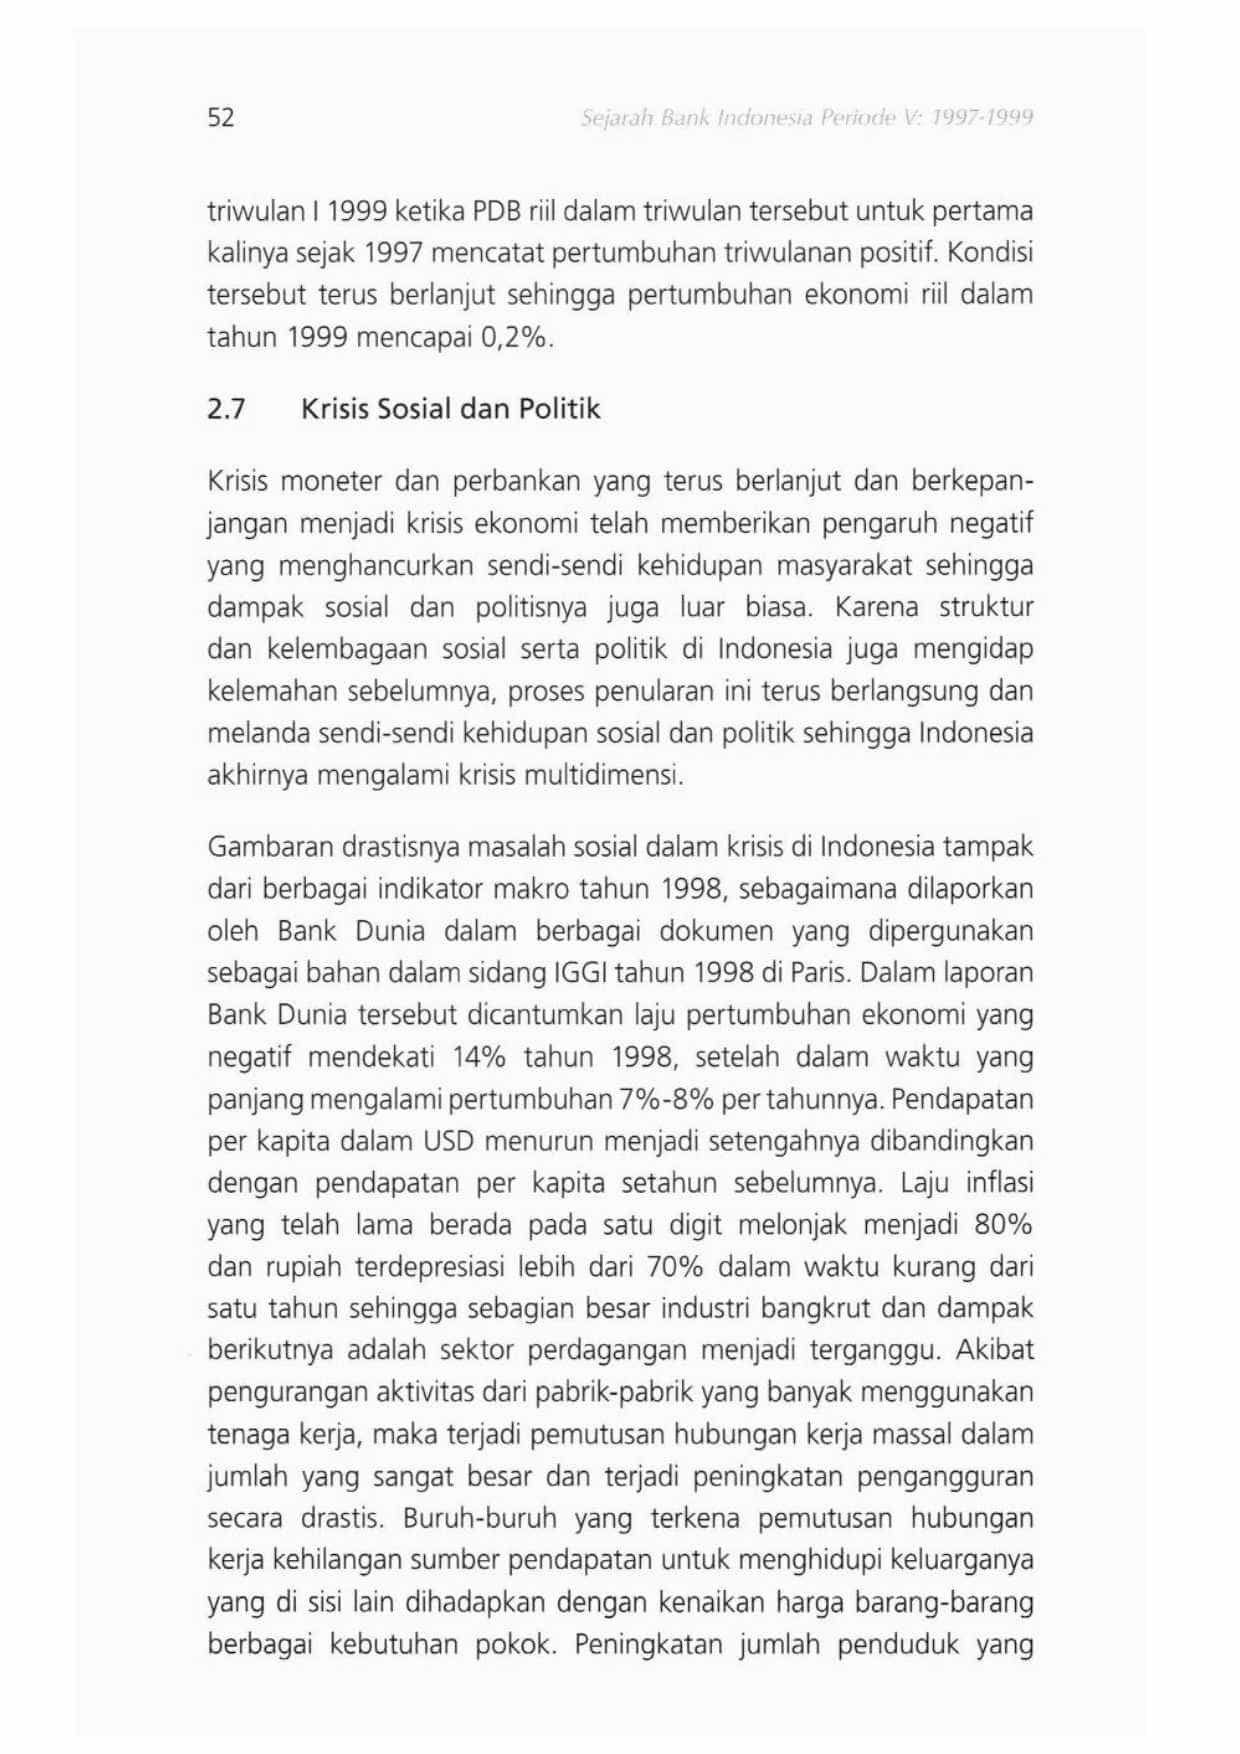 52
Sejarah Bank Indonesia Periode V: 1997-1999
triwulan I 1999 ketika PDB riil dalam triwulan tersebut untuk pertama
kalinya sejak 1997 mencatat pertumbuhan triwulanan positif. Kondisi
tersebut terus berlanjut sehingga pertumbuhan ekonomi riil dalam
tahun 1999 mencapai 0,2%.
2.7 Krisis Sosial dan Politik
Krisis moneter dan perbankan yang terus berlanjut dan berkepan-
jangan menjadi krisis ekonomi telah memberikan pengaruh negatif
yang menghancurkan sendi-sendi kehidupan masyarakat sehingga
dampak sosial dan politisnya juga luar biasa. Karena struktur
dan kelembagaan sosial serta politik di Indonesia juga mengidap
kelemahan sebelumnya, proses penularan ini terus berlangsung dan
melanda sendi-sendi kehidupan sosial dan politik sehingga Indonesia
akhirnya mengalami krisis multidimensi.
Gambaran drastisnya masalah sosial dalam krisis di Indonesia tampak
dari berbagai indikator makro tahun 1998, sebagaimana dilaporkan
oleh Bank Dunia dalam berbagai dokumen yang dipergunakan
sebagai bahan dalam sidang IGGI tahun 1998 di Paris. Dalam laporan
Bank Dunia tersebut dicantumkan laju pertumbuhan ekonomi yang
negatif mendekati 14% tahun 1998, setelah dalam waktu yang
panjang mengalami pertumbuhan 7%-8% per tahunnya. Pendapatan
per kapita dalam USD menurun menjadi setengahnya dibandingkan
dengan pendapatan per kapita setahun sebelumnya. Laju inflasi
yang telah lama berada pada satu digit melonjak menjadi 80%
dan rupiah terdepresiasi lebih dari 70% dalam waktu kurang dari
satu tahun sehingga sebagian besar industri bangkrut dan dampak
berikutnya adalah sektor perdagangan menjadi terganggu. Akibat
pengurangan aktivitas dari pabrik-pabrik yang banyak menggunakan
tenaga kerja, maka terjadi pemutusan hubungan kerja massal dalam
jumlah yang sangat besar dan terjadi peningkatan pengangguran
secara drastis. Buruh-buruh yang terkena pemutusan hubungan
kerja kehilangan sumber pendapatan untuk menghidupi keluarganya
yang di sisi lain dihadapkan dengan kenaikan harga barang-barang
berbagai kebutuhan pokok. Peningkatan jumlah penduduk yang